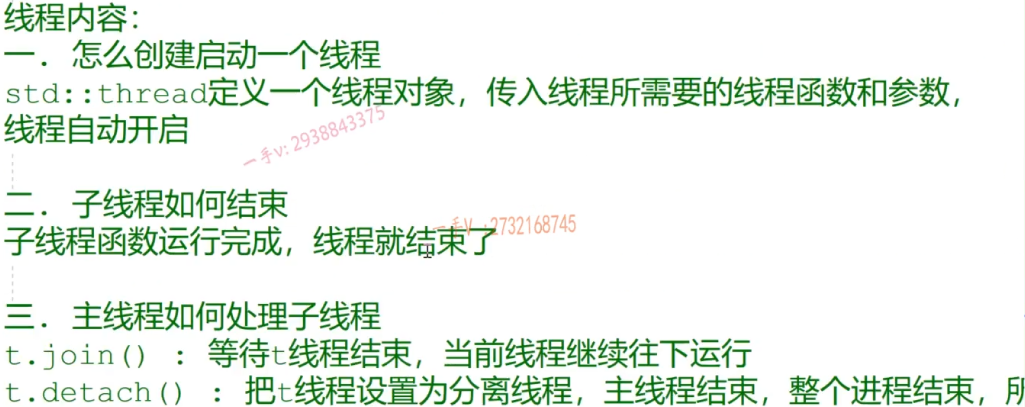 线程内容：
一. 怎么创建启动一个线程
std::thread定义一个线程对象，传入线程所需要的线程函数和参数，
线程自动开启
一手v: 2938843375
二. 子线程如何结束
一手V :2732168745
子线程函数运行完成，线程就结束了
三. 主线程如何处理子线程
t.join() : 等待t线程结束，当前线程继续往下运行
t.detach() : 把t线程设置为分离线程，主线程结束，整个进程结束，